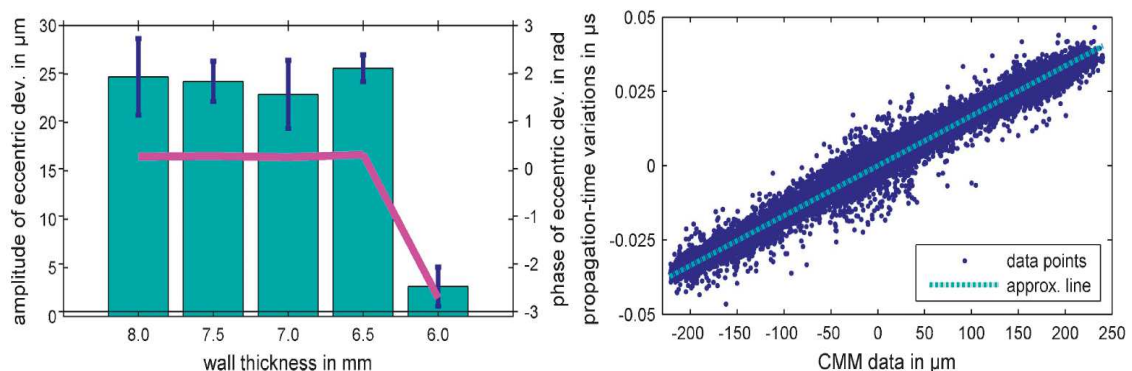 30
25
20
15
10
5
0
amplitude of eccentric dev. in µm
8.0 7.5 7.0 6.5 6.0
wall thickness in mm
3
2
1
0
-1
-2
-3
phase of eccentric dev. in rad
0.05
0.025
0
-0.025
-0.05
propagation-time variations in µs
data points
approx. line
-200 -150 -100 -50 0 50 100 150 200 250
CMM data in µm